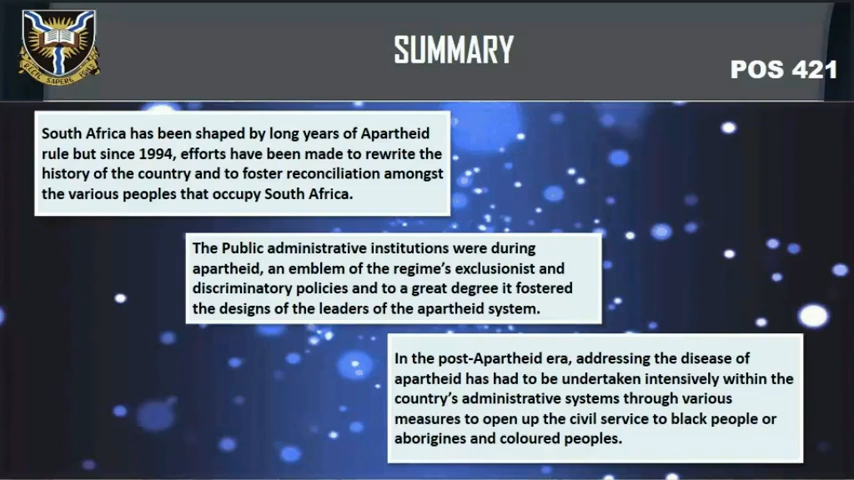 SUMMARY
POS 421
South Africa has been shaped by long years of Apartheid
rule but since 1994, efforts have been made to rewrite the
history of the country and to foster reconciliation amongst
the various peoples that occupy South Africa.
The Public administrative institutions were during
apartheid, an emblem of the regime's exclusionist and
discriminatory policies and to a great degree it fostered
the designs of the leaders of the apartheid system.
In the post-Apartheid era, addressing the disease of
apartheid has had to be undertaken intensively within the
country's administrative systems through various
measures to open up the civil service to black people or
aborigines and coloured peoples.